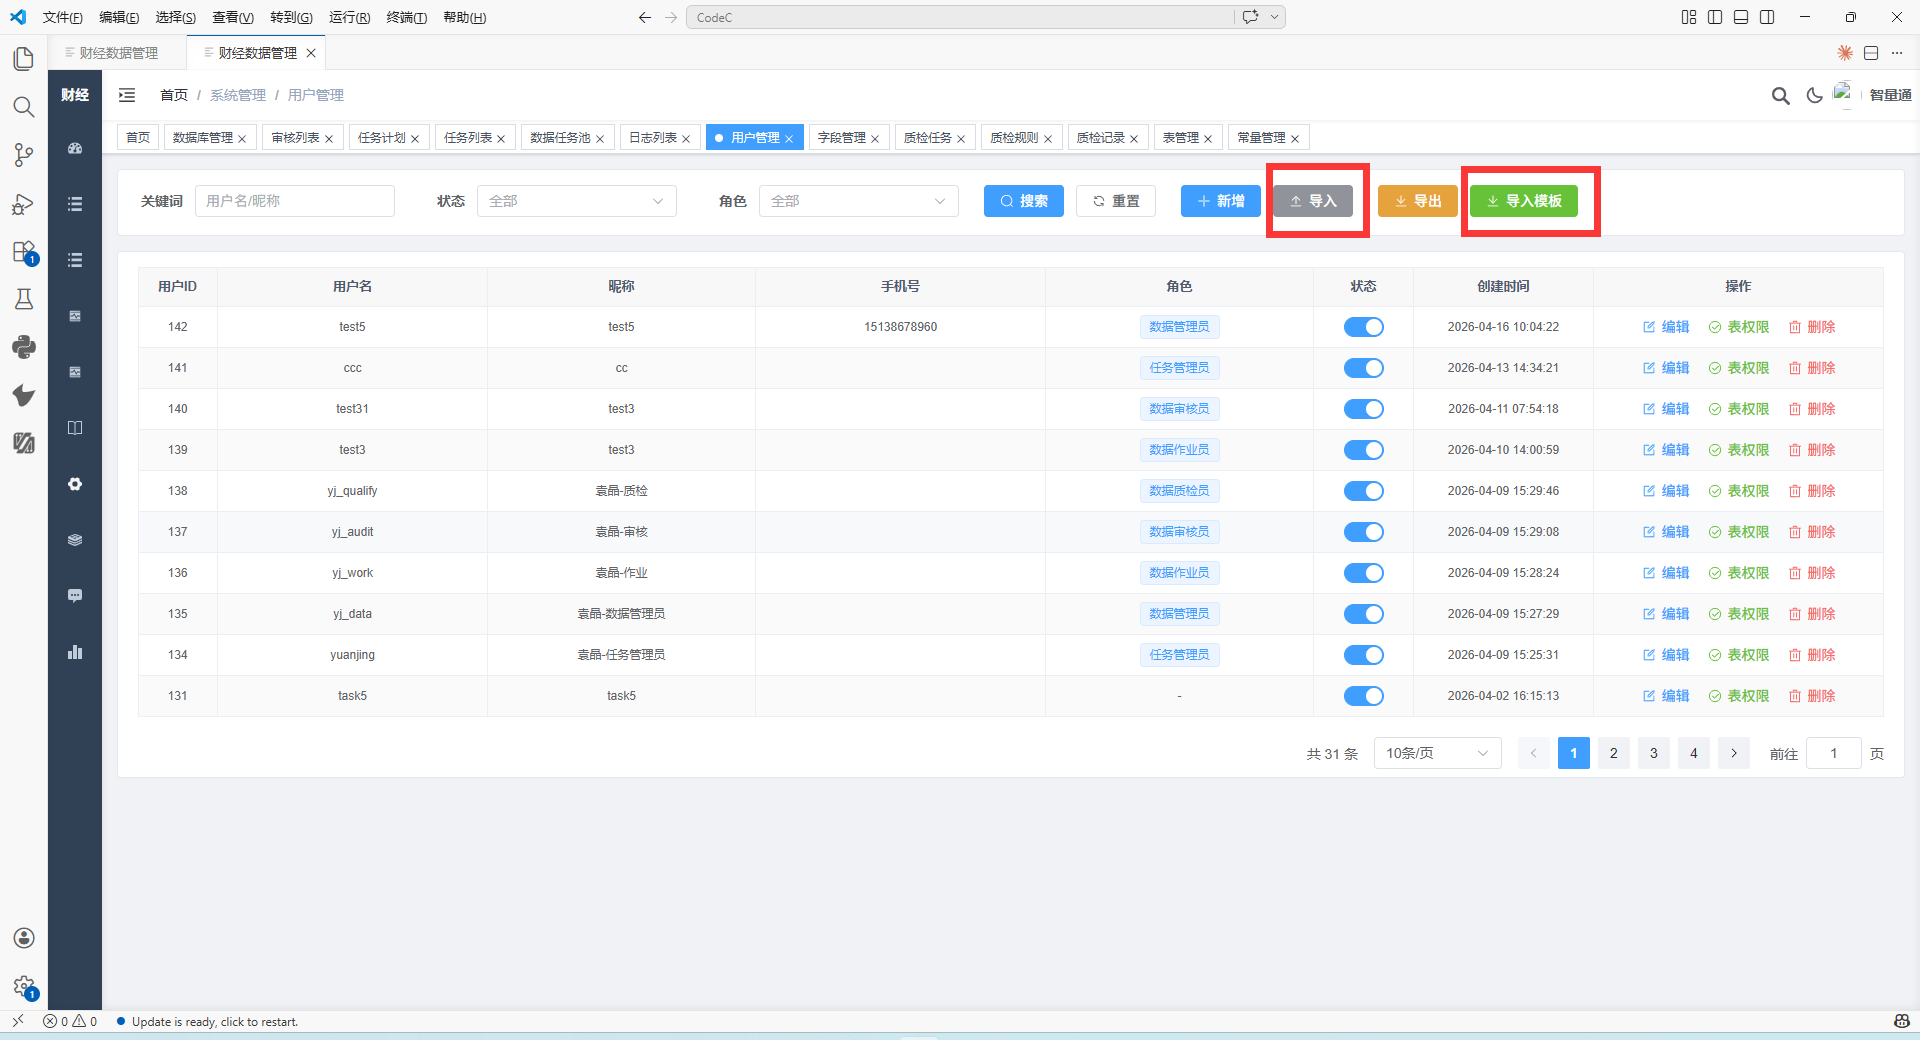 文件(F) 编辑(E) 选择(S) 查看(V) 转到(G) 运行(R) 终端(T) 帮助(H) CodeC
财经数据管理 财经数据管理
财经 首页 / 系统管理 / 用户管理 智量通
首页 数据库管理 审核列表 任务计划 任务列表 数据任务池 日志列表 用户管理 字段管理 质检任务 质检规则 质检记录 表管理 常量管理
关键词 用户名/昵称 状态 全部 角色 全部 搜索 重置 新增 导入 导出 导入模板
用户ID 用户名 昵称 手机号 角色 状态 创建时间 操作
142 test5 test5 15138678960 数据管理员 2026-04-16 10:04:22 编辑 表权限 删除
141 ccc cc 任务管理员 2026-04-13 14:34:21 编辑 表权限 删除
140 test31 test3 数据审核员 2026-04-11 07:54:18 编辑 表权限 删除
139 test3 test3 数据作业员 2026-04-10 14:00:59 编辑 表权限 删除
138 yj_qualify 袁晶-质检 数据质检员 2026-04-09 15:29:46 编辑 表权限 删除
137 yj_audit 袁晶-审核 数据审核员 2026-04-09 15:29:08 编辑 表权限 删除
136 yj_work 袁晶-作业 数据作业员 2026-04-09 15:28:24 编辑 表权限 删除
135 yj_data 袁晶-数据管理员 数据管理员 2026-04-09 15:27:29 编辑 表权限 删除
134 yuanjing 袁晶-任务管理员 任务管理员 2026-04-09 15:25:31 编辑 表权限 删除
131 task5 task5 - 2026-04-02 16:15:13 编辑 表权限 删除
共 31 条 10条/页 1 2 3 4 前往 1 页
1
1
0 0 Update is ready, click to restart.